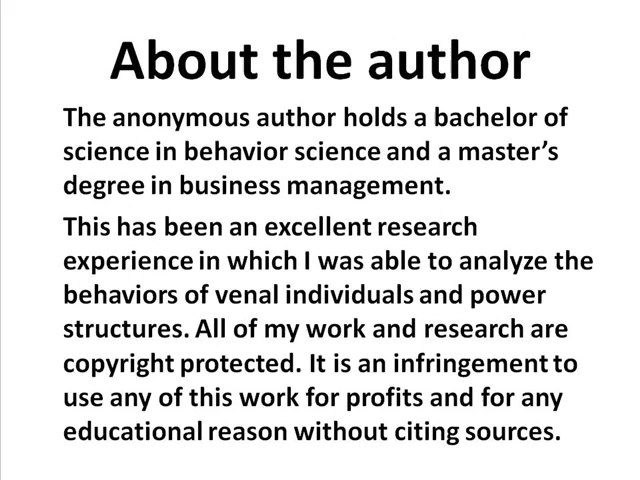 About the author
The anonymous author holds a bachelor of
science in behavior science and a master's
degree in business management.
This has been an excellent research
experience in which I was able to analyze the
behaviors of venal individuals and power
structures. All of my work and research are
copyright protected. It is an infringement to
use any of this work for profits and for any
educational reason without citing sources.